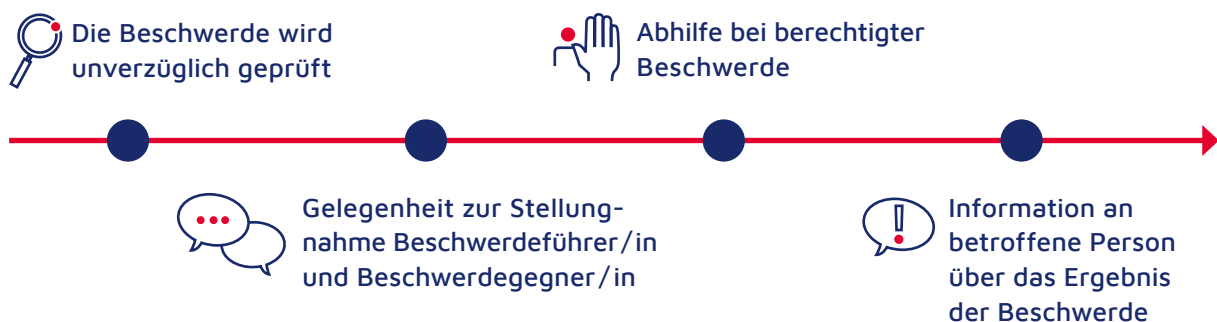 Die Beschwerde wird
unverzüglich geprüft
Gelegenheit zur Stellung-
nahme Beschwerdeführer/in
und Beschwerdegegner/in
Abhilfe bei berechtigter
Beschwerde
Information an
betroffene Person
über das Ergebnis
der Beschwerde